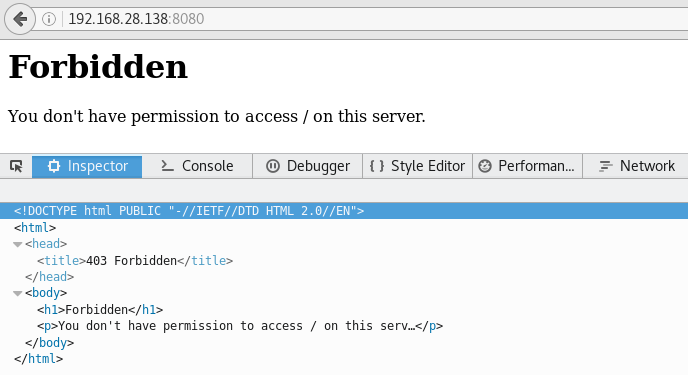 192.168.28.138:8080
Forbidden
You don't have permission to access / on this server.
Inspector Console Debugger { } Style Editor Performan... Network
<!DOCTYPE html PUBLIC "-//IETF//DTD HTML 2.0//EN">
<html>
<head>
<title>403 Forbidden</title>
</head>
<body>
<h1>Forbidden</h1>
<p>You don't have permission to access / on this serv…</p>
</body>
</html>